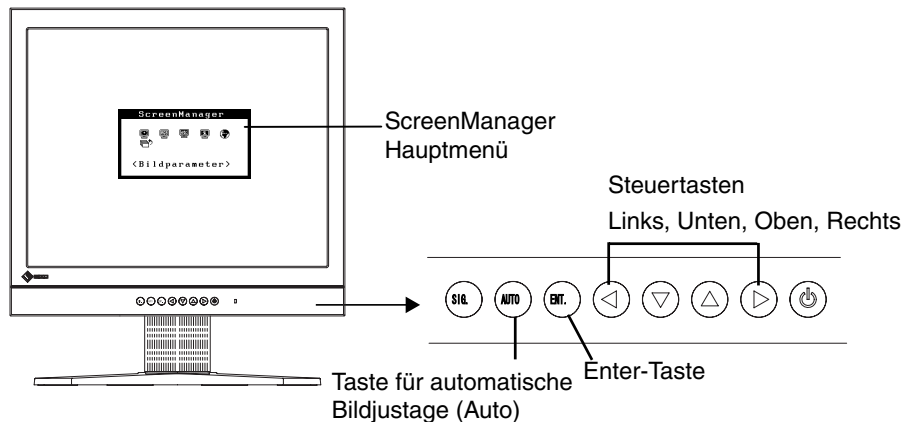 ScreenManager
<Bildparameter>
ScreenManager
Hauptmenü
Steuertasten
Links, Unten, Oben, Rechts
SIG.
AUTO
ENT.
Taste für automatische
Bildjustage (Auto)
Enter-Taste